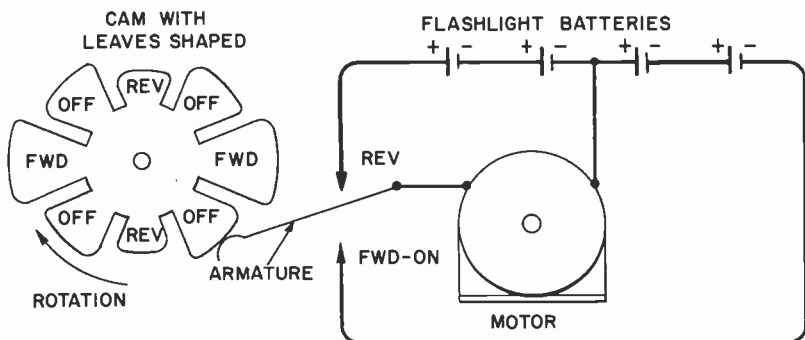 CAM WITH
LEAVES SHAPED
FLASHLIGHT BATTERIES
+ - + - + - + -
OFF REV OFF
FWD FWD
REV
OFF REV OFF
ARMATURE
FWD-ON
ROTATION
MOTOR